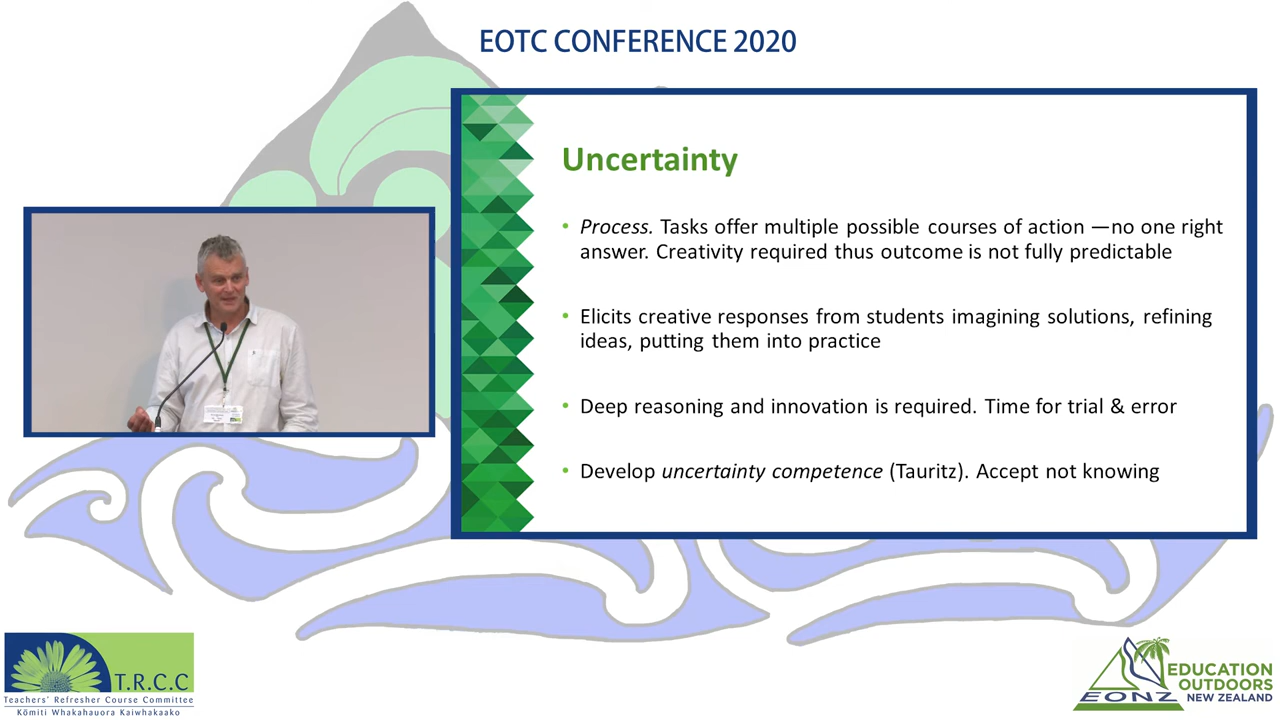 EOTC CONFERENCE 2020
Uncertainty
• Process. Tasks offer multiple possible courses of action —no one right
answer. Creativity required thus outcome is not fully predictable
• Elicits creative responses from students imagining solutions, refining
ideas, putting them into practice
• Deep reasoning and innovation is required. Time for trial & error
• Develop uncertainty competence (Tauritz). Accept not knowing
T.R.C.C
Teachers' Refresher Course Committee
Kōmiti Whakahauora Kaiwhakaako
EONZ
EDUCATION
OUTDOORS
NEW ZEALAND